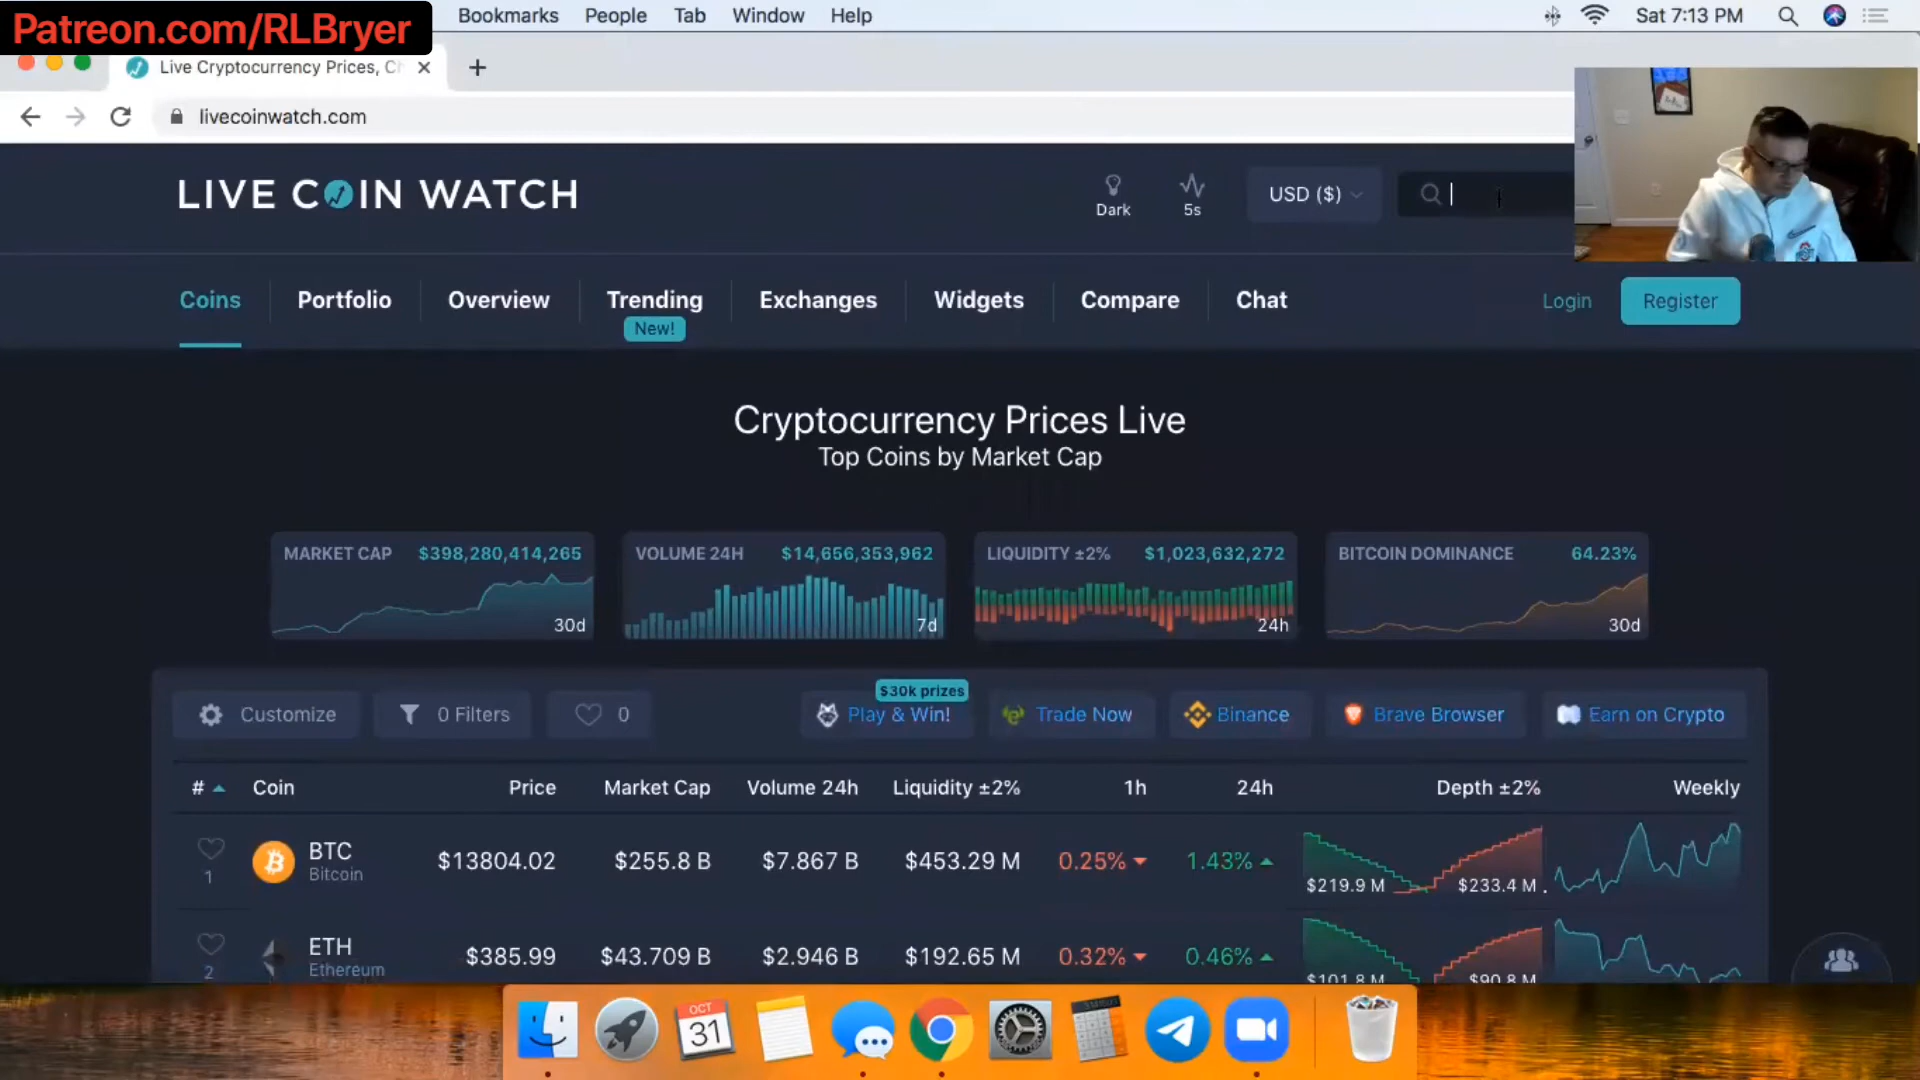 Patreon.com/RLBryer
Bookmarks People Tab Window Help
Sat 7:13 PM
Live Cryptocurrency Prices, Ch
livecoinwatch.com
LIVE COIN WATCH
Dark
5s
USD ($)
Coins Portfolio Overview Trending Exchanges Widgets Compare Chat
New!
Login Register
Cryptocurrency Prices Live
Top Coins by Market Cap
MARKET CAP $398,280,414,265
30d
VOLUME 24H $14,656,353,962
7d
LIQUIDITY ±2% $1,023,632,272
24h
BITCOIN DOMINANCE 64.23%
30d
$30k prizes
Customize 0 Filters 0 Play & Win! Trade Now Binance Brave Browser Earn on Crypto
# Coin Price Market Cap Volume 24h Liquidity ±2% 1h 24h Depth ±2% Weekly
1 BTC Bitcoin $13804.02 $255.8 B $7.867 B $453.29 M 0.25% 1.43% $219.9 M $233.4 M
2 ETH Ethereum $385.99 $43.709 B $2.946 B $192.65 M 0.32% 0.46% $101.8 M $90.8 M
OCT
31